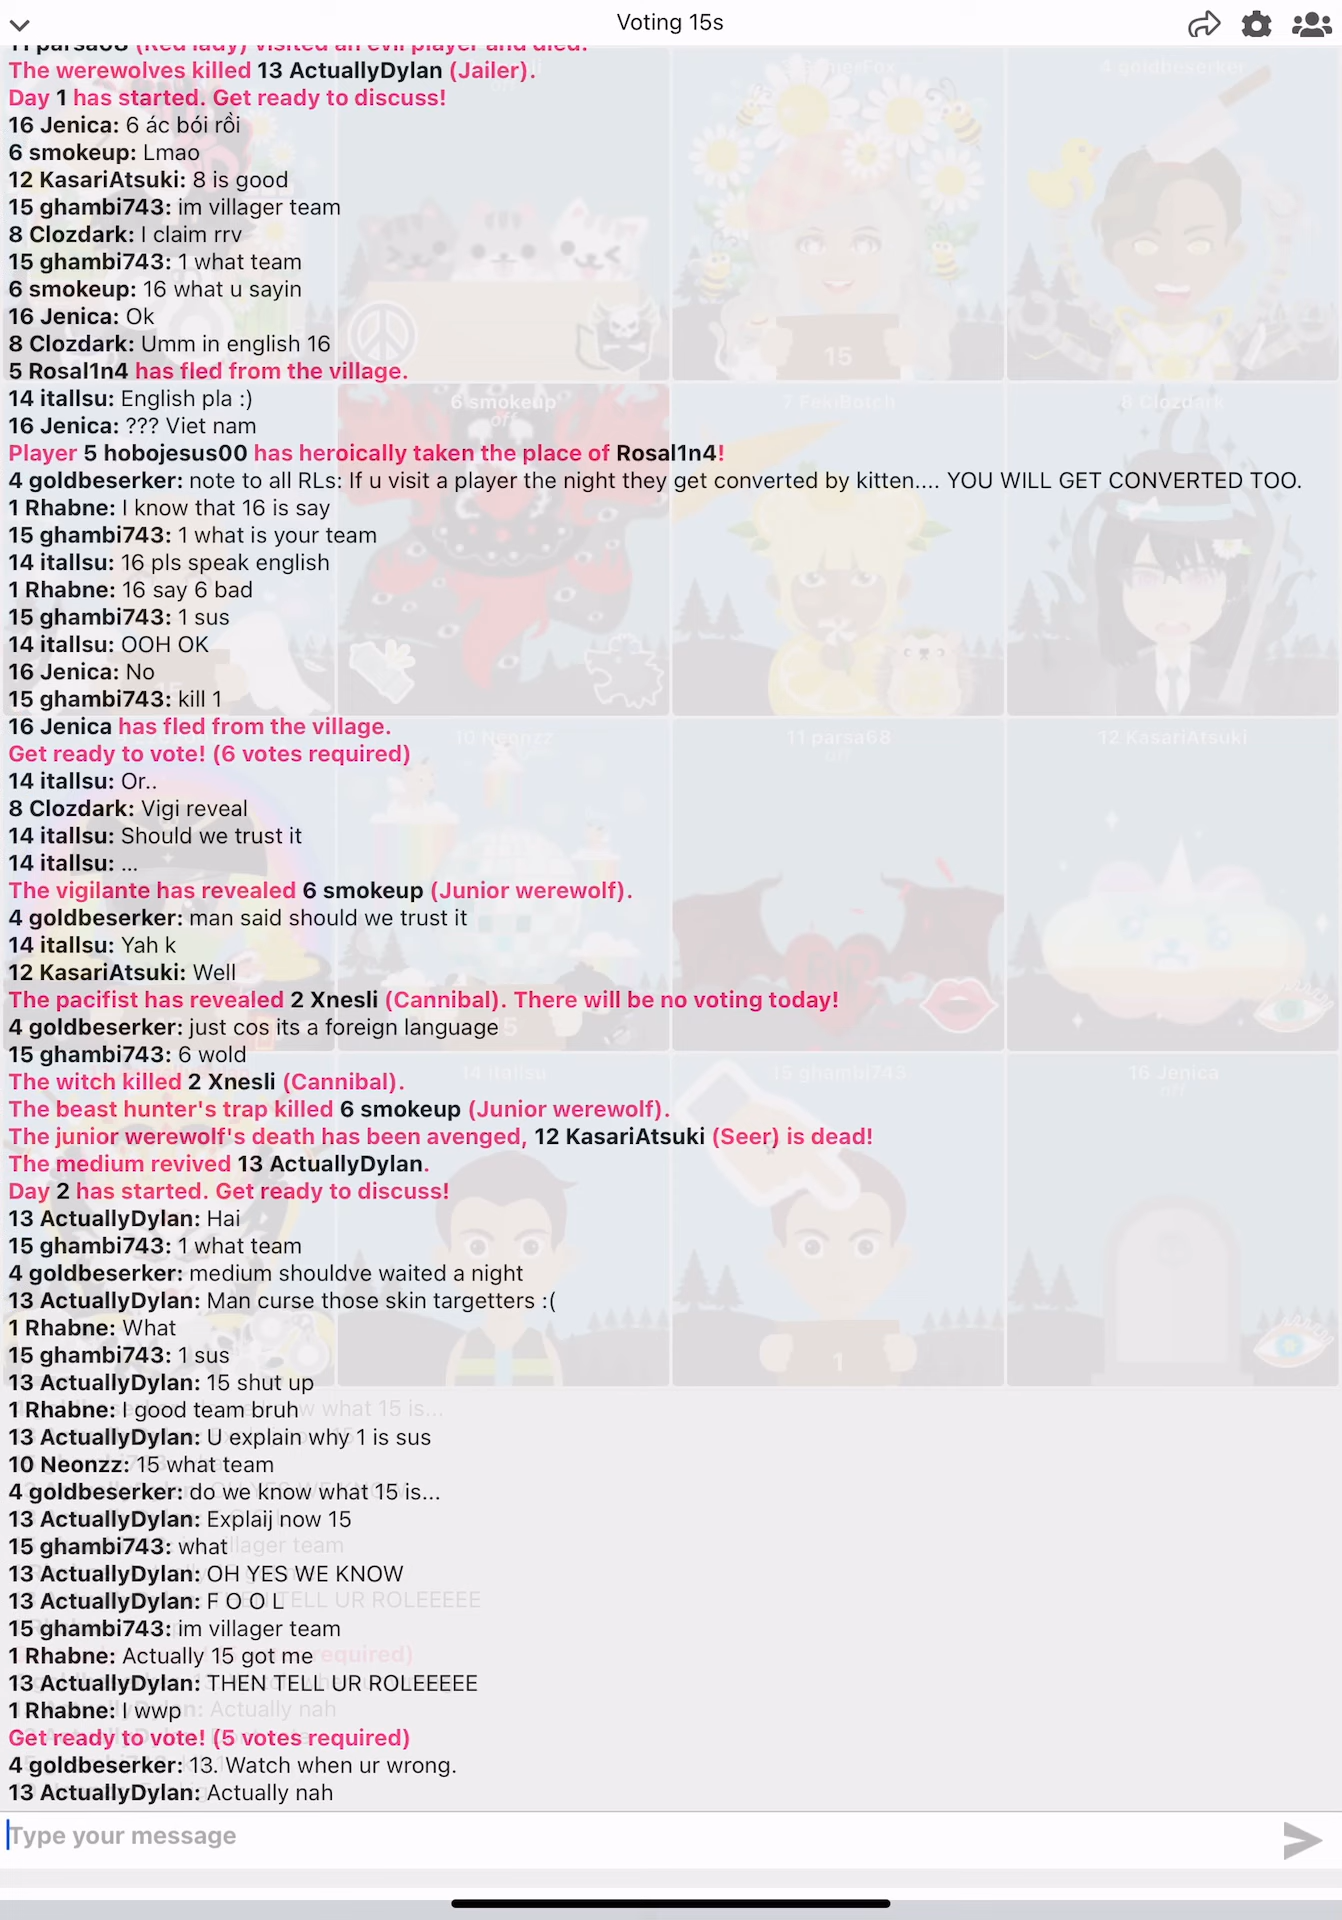 Voting 15s
11 parsa68 (Red lady) visited an evil player and died.
The werewolves killed 13 ActuallyDylan (Jailer).
Day 1 has started. Get ready to discuss!
16 Jenica: 6 ác bói rồi
6 smokeup: Lmao
12 KasariAtsuki: 8 is good
15 ghambi743: im villager team
8 Clozdark: I claim rrv
15 ghambi743: 1 what team
6 smokeup: 16 what u sayin
16 Jenica: Ok
8 Clozdark: Umm in english 16
5 Rosal1n4 has fled from the village.
14 itallsu: English pla :)
16 Jenica: ??? Viet nam
Player 5 hobojesus00 has heroically taken the place of Rosal1n4!
4 goldbeserker: note to all RLs: If u visit a player the night they get converted by kitten.... YOU WILL GET CONVERTED TOO.
1 Rhabne: I know that 16 is say
15 ghambi743: 1 what is your team
14 itallsu: 16 pls speak english
1 Rhabne: 16 say 6 bad
15 ghambi743: 1 sus
14 itallsu: OOH OK
16 Jenica: No
15 ghambi743: kill 1
16 Jenica has fled from the village.
Get ready to vote! (6 votes required)
14 itallsu: Or..
8 Clozdark: Vigi reveal
14 itallsu: Should we trust it
14 itallsu: ...
The vigilante has revealed 6 smokeup (Junior werewolf).
4 goldbeserker: man said should we trust it
14 itallsu: Yah k
12 KasariAtsuki: Well
The pacifist has revealed 2 Xnesli (Cannibal). There will be no voting today!
4 goldbeserker: just cos its a foreign language
15 ghambi743: 6 wold
The witch killed 2 Xnesli (Cannibal).
The beast hunter's trap killed 6 smokeup (Junior werewolf).
The junior werewolf's death has been avenged, 12 KasariAtsuki (Seer) is dead!
The medium revived 13 ActuallyDylan.
Day 2 has started. Get ready to discuss!
13 ActuallyDylan: Hai
15 ghambi743: 1 what team
4 goldbeserker: medium shouldve waited a night
13 ActuallyDylan: Man curse those skin targetters :(
1 Rhabne: What
15 ghambi743: 1 sus
13 ActuallyDylan: 15 shut up
1 Rhabne: I good team bruh
13 ActuallyDylan: U explain why 1 is sus
10 Neonzz: 15 what team
4 goldbeserker: do we know what 15 is...
13 ActuallyDylan: Explaij now 15
15 ghambi743: what
13 ActuallyDylan: OH YES WE KNOW
13 ActuallyDylan: F O O L
15 ghambi743: im villager team
1 Rhabne: Actually 15 got me
13 ActuallyDylan: THEN TELL UR ROLEEEEE
1 Rhabne: I wwp
Get ready to vote! (5 votes required)
4 goldbeserker: 13. Watch when ur wrong.
13 ActuallyDylan: Actually nah
Type your message